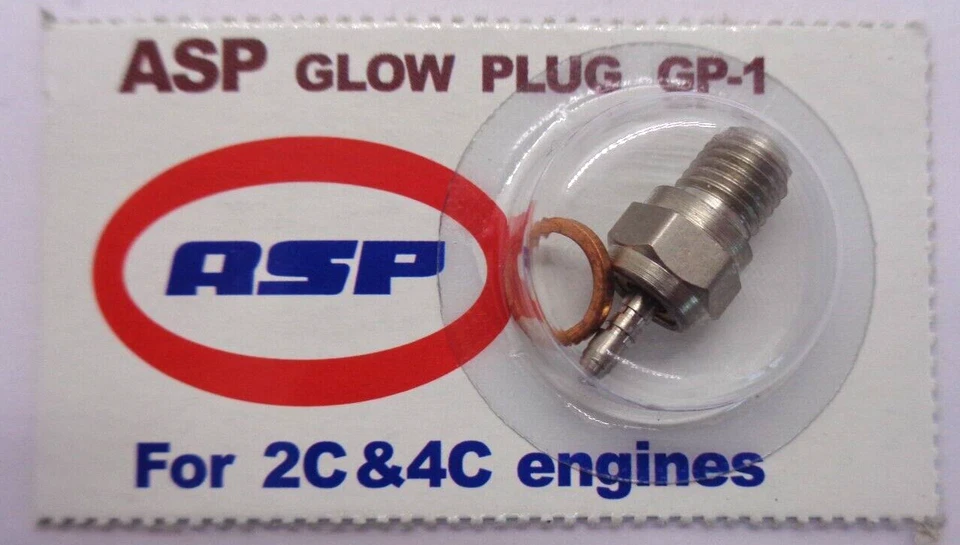 ASP GLOW PLUG GP-1
ASP
For 2C&4C engines